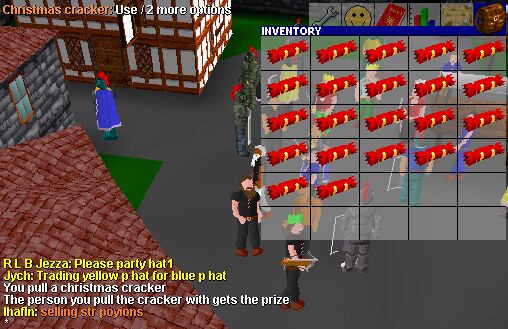 Christmas cracker: Use / 2 more options
INVENTORY
R L B Jezza: Please party hat1
Jych: Trading yellow p hat for blue p hat
You pull a christmas cracker
The person you pull the cracker with gets the prize
lhafln: selling str poyions
*